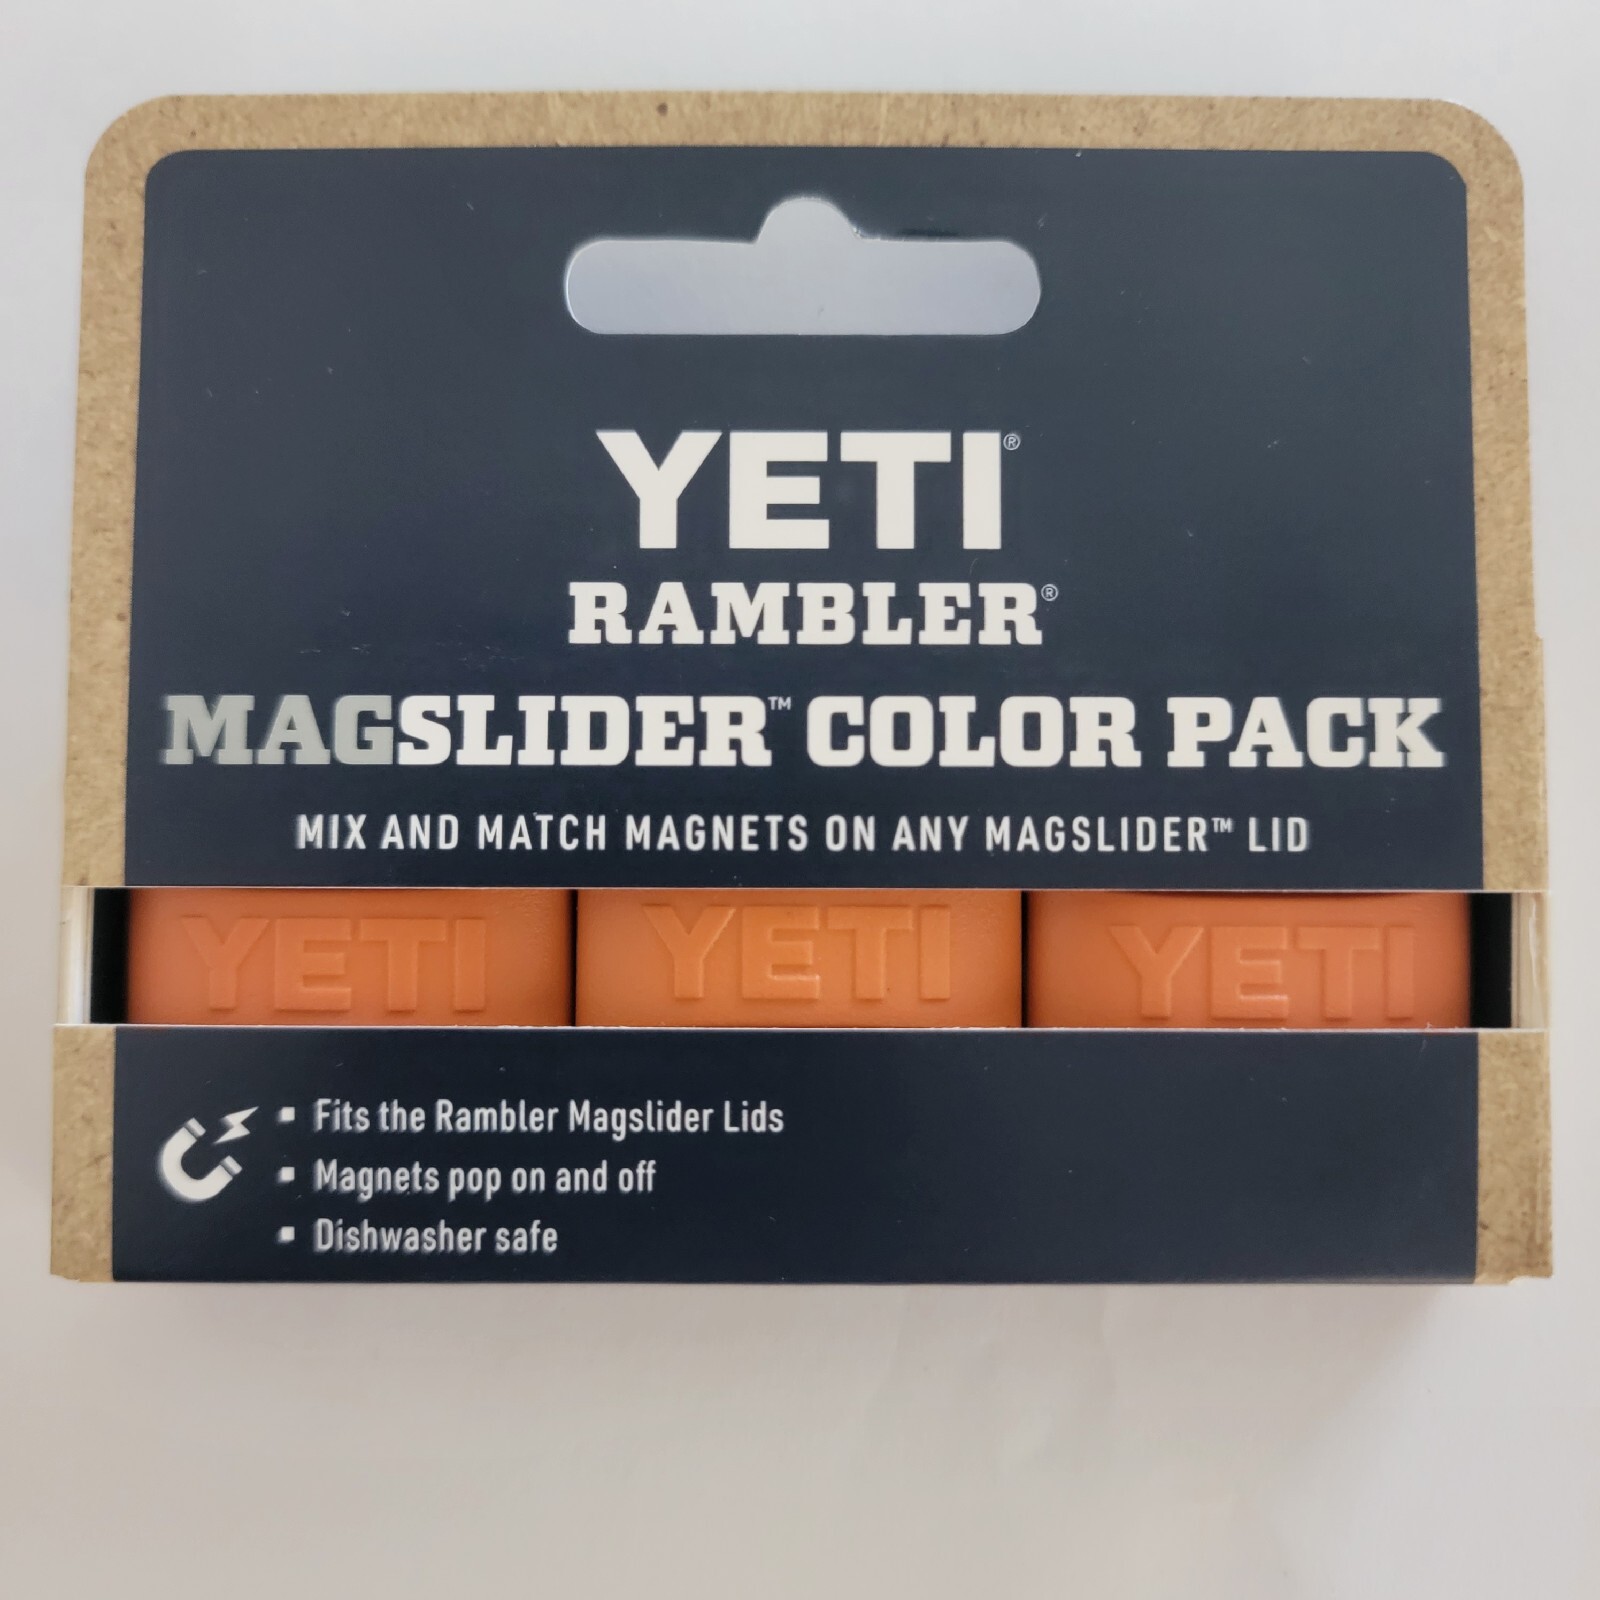 YETI®
RAMBLER®
MAGSLIDER™ COLOR PACK
MIX AND MATCH MAGNETS ON ANY MAGSLIDER™ LID
YETI YETI YETI
▪ Fits the Rambler Magslider Lids
▪ Magnets pop on and off
▪ Dishwasher safe